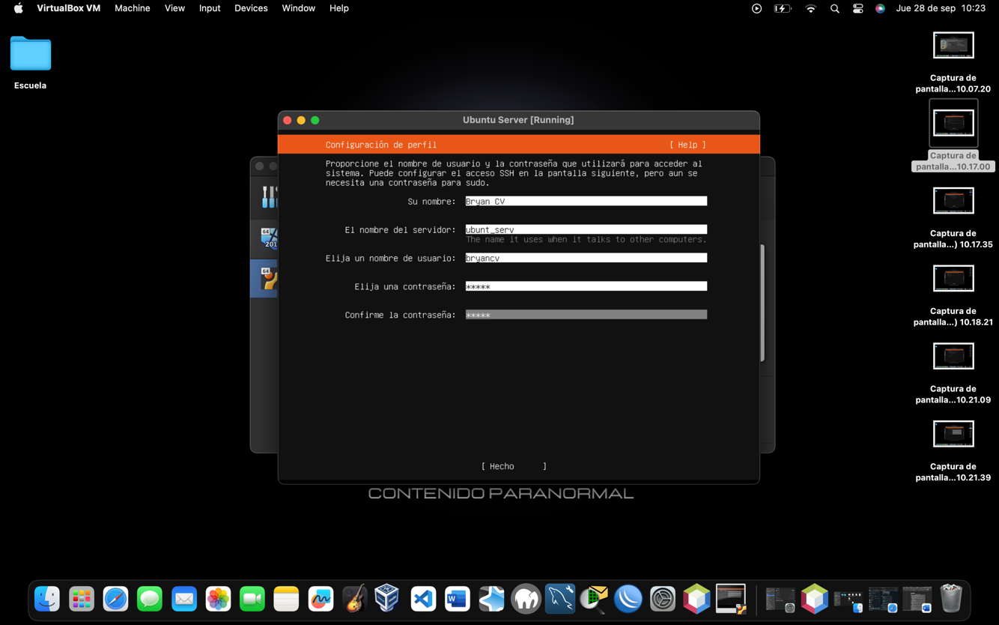 VirtualBox VM Machine View Input Devices Window Help Jue 28 de sep 10:23
Escuela
Captura de
pantalla...10.07.20
Captura de
pantalla...10.17.00
Captura de
pantalla...) 10.17.35
Captura de
pantalla...) 10.18.21
Captura de
pantalla...10.21.09
Captura de
pantalla...10.21.39
Ubuntu Server [Running]
Configuración de perfil [ Help ]
Proporcione el nombre de usuario y la contraseña que utilizará para acceder al
sistema. Puede configurar el acceso SSH en la pantalla siguiente, pero aun se
necesita una contraseña para sudo.
Su nombre: Bryan CV
El nombre del servidor: ubunt_serv
The name it uses when it talks to other computers.
Elija un nombre de usuario: bryancv
Elija una contraseña: *****
Confirme la contraseña: *****
[ Hecho ]
64
201
64
CONTENIDO PARANORMAL